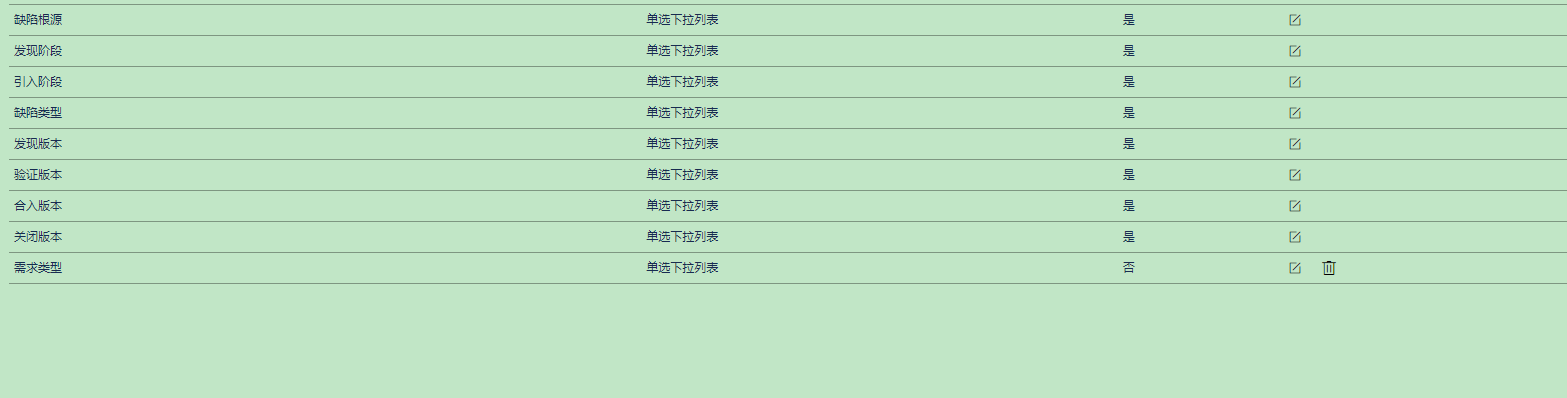 缺陷根源 单选下拉列表 是
发现阶段 单选下拉列表 是
引入阶段 单选下拉列表 是
缺陷类型 单选下拉列表 是
发现版本 单选下拉列表 是
验证版本 单选下拉列表 是
合入版本 单选下拉列表 是
关闭版本 单选下拉列表 是
需求类型 单选下拉列表 否